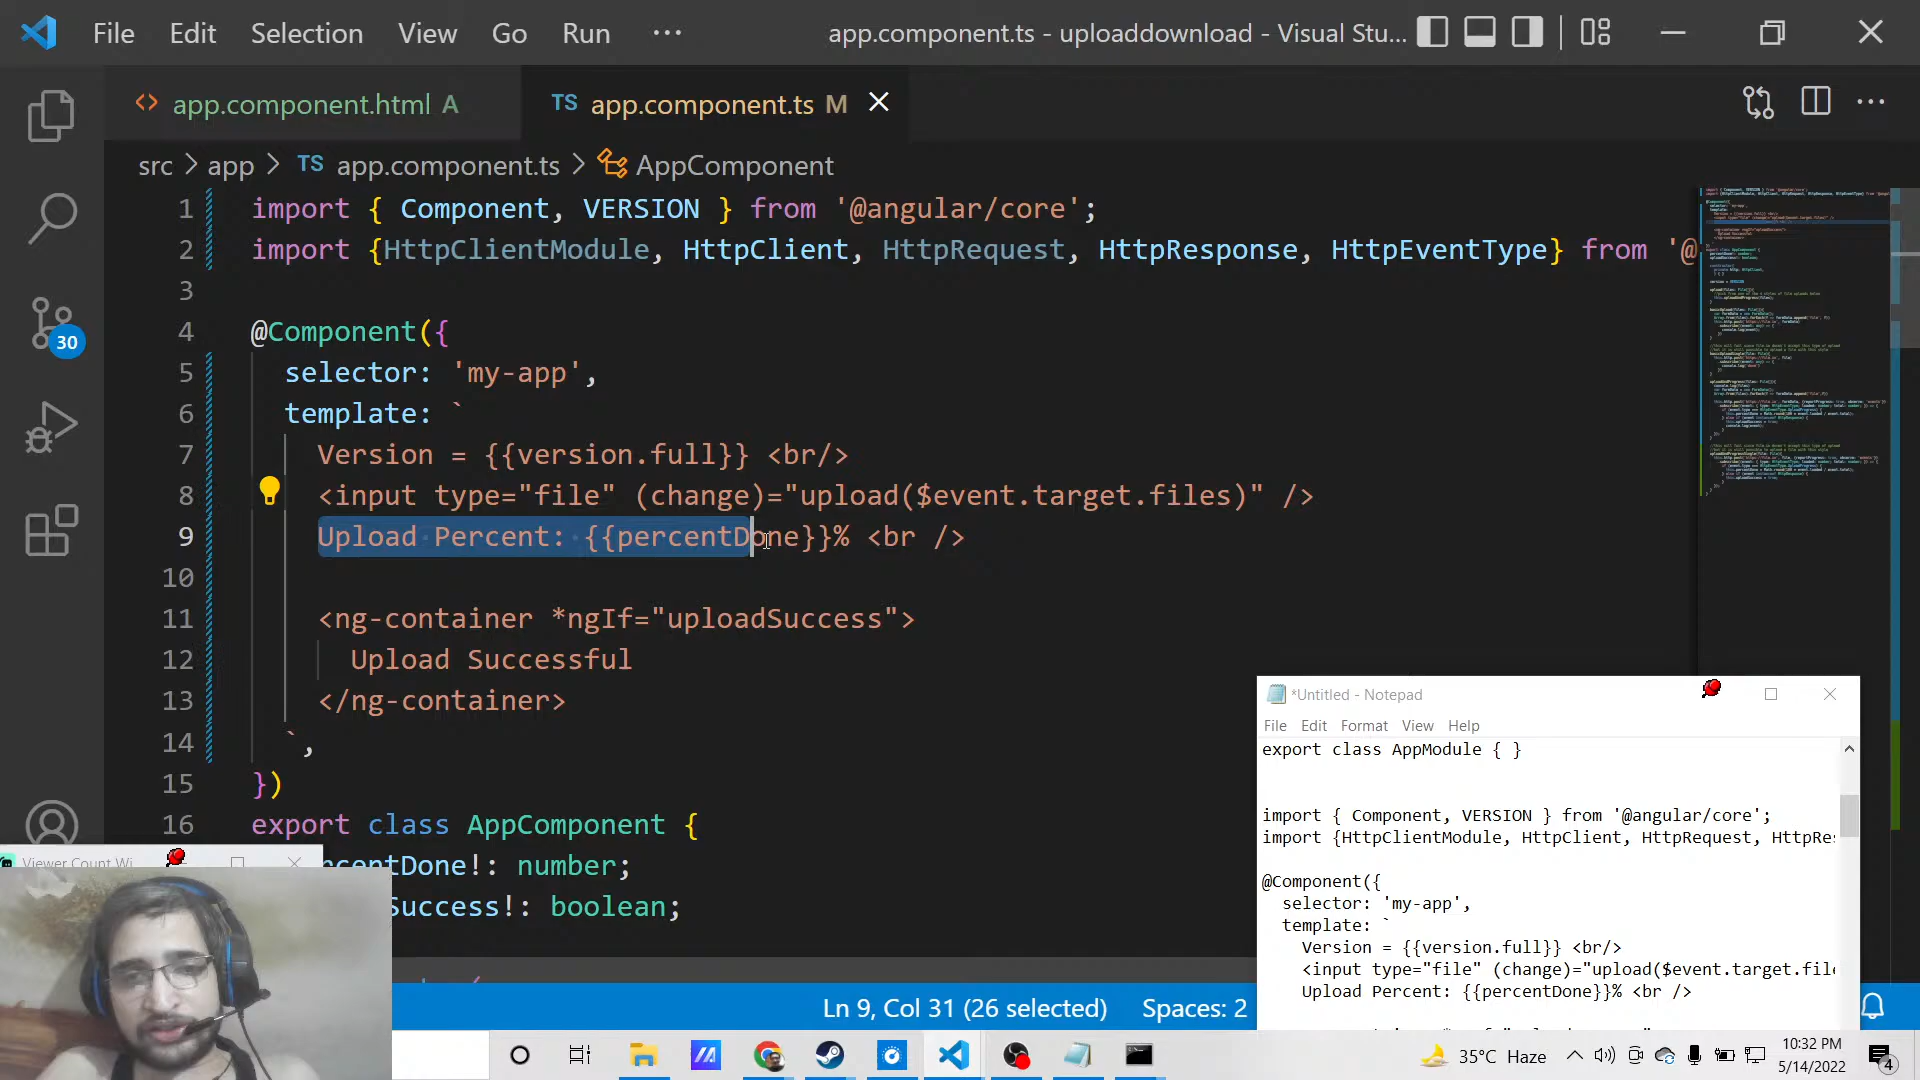 File Edit Selection View Go Run ··· app.component.ts - uploaddownload - Visual Stu...
app.component.html A TS app.component.ts M
src > app > TS app.component.ts > AppComponent
1 import { Component, VERSION } from '@angular/core';
2 import {HttpClientModule, HttpClient, HttpRequest, HttpResponse, HttpEventType} from '@
3
4 @Component({
5 selector: 'my-app',
6 template: `
7 Version = {{version.full}} <br/>
8 <input type="file" (change)="upload($event.target.files)" />
9 Upload Percent: {{percentDone}}% <br />
10
11 <ng-container *ngIf="uploadSuccess">
12 Upload Successful
13 </ng-container>
14 `,
15 })
16 export class AppComponent {
rcentDone!: number;
Success!: boolean;
30
Viewer Count Wi
*Untitled - Notepad
File Edit Format View Help
export class AppModule { }
import { Component, VERSION } from '@angular/core';
import {HttpClientModule, HttpClient, HttpRequest, HttpRe
@Component({
selector: 'my-app',
template: `
Version = {{version.full}} <br/>
<input type="file" (change)="upload($event.target.file
Upload Percent: {{percentDone}}% <br />
Ln 9, Col 31 (26 selected) Spaces: 2
35°C Haze
10:32 PM
5/14/2022
4